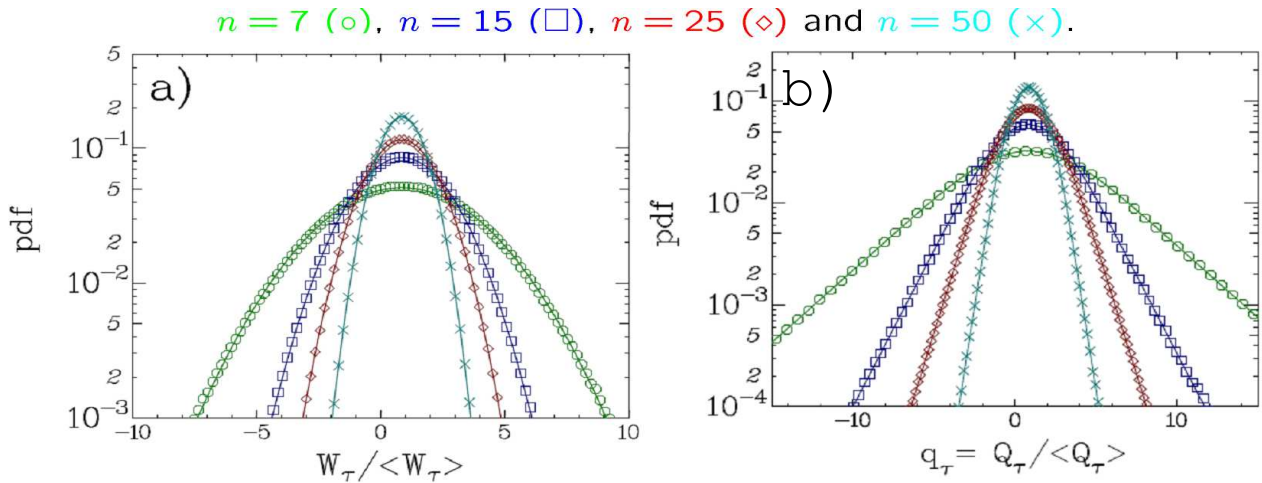 n = 7 (○), n = 15 (□), n = 25 (◇) and n = 50 (×).
a)
pdf
5
2
10⁻¹
5
2
10⁻²
5
2
10⁻³
−10 −5 0 5 10
W_τ/<W_τ>
b)
pdf
2
10⁻¹
5
2
10⁻²
5
2
10⁻³
5
2
10⁻⁴
−10 0 10
q_τ = Q_τ/<Q_τ>